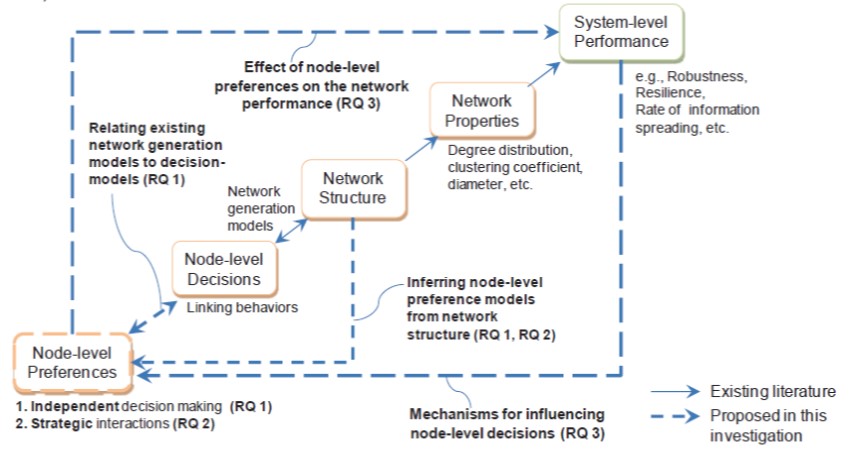 System-level
Performance
e.g., Robustness,
Resilience,
Rate of information
spreading, etc.
Effect of node-level
preferences on the network
performance (RQ 3)
Network
Properties
Degree distribution,
clustering coefficient,
diameter, etc.
Relating existing
network generation
models to decision-
models (RQ 1)
Network
Structure
Network
generation
models
Node-level
Decisions
Linking behaviors
Inferring node-level
preference models
from network
structure (RQ 1, RQ 2)
Node-level
Preferences
1. Independent decision making (RQ 1)
2. Strategic interactions (RQ 2)
Mechanisms for influencing
node-level decisions (RQ 3)
Existing literature
Proposed in this
investigation